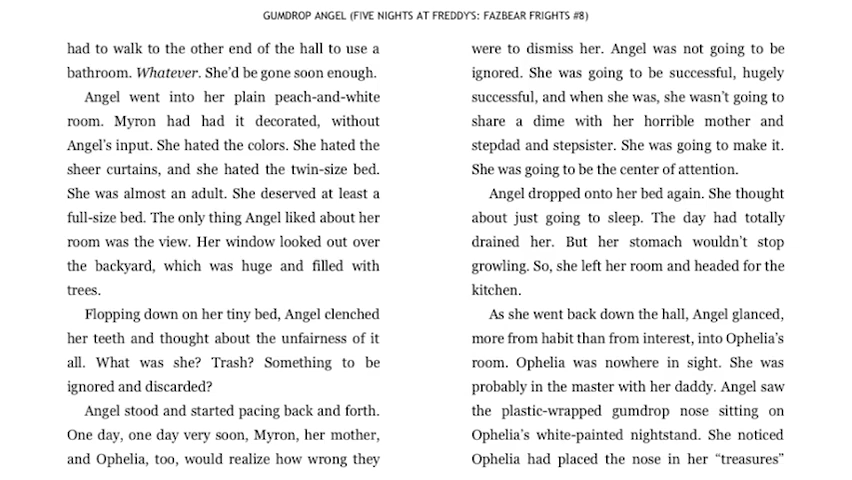 GUMDROP ANGEL (FIVE NIGHTS AT FREDDY'S: FAZBEAR FRIGHTS #8)
had to walk to the other end of the hall to use a
bathroom. Whatever. She'd be gone soon enough.
Angel went into her plain peach-and-white
room. Myron had had it decorated, without
Angel's input. She hated the colors. She hated the
sheer curtains, and she hated the twin-size bed.
She was almost an adult. She deserved at least a
full-size bed. The only thing Angel liked about her
room was the view. Her window looked out over
the backyard, which was huge and filled with
trees.
Flopping down on her tiny bed, Angel clenched
her teeth and thought about the unfairness of it
all. What was she? Trash? Something to be
ignored and discarded?
Angel stood and started pacing back and forth.
One day, one day very soon, Myron, her mother,
and Ophelia, too, would realize how wrong they
were to dismiss her. Angel was not going to be
ignored. She was going to be successful, hugely
successful, and when she was, she wasn't going to
share a dime with her horrible mother and
stepdad and stepsister. She was going to make it.
She was going to be the center of attention.
Angel dropped onto her bed again. She thought
about just going to sleep. The day had totally
drained her. But her stomach wouldn't stop
growling. So, she left her room and headed for the
kitchen.
As she went back down the hall, Angel glanced,
more from habit than from interest, into Ophelia's
room. Ophelia was nowhere in sight. She was
probably in the master with her daddy. Angel saw
the plastic-wrapped gumdrop nose sitting on
Ophelia's white-painted nightstand. She noticed
Ophelia had placed the nose in her "treasures"